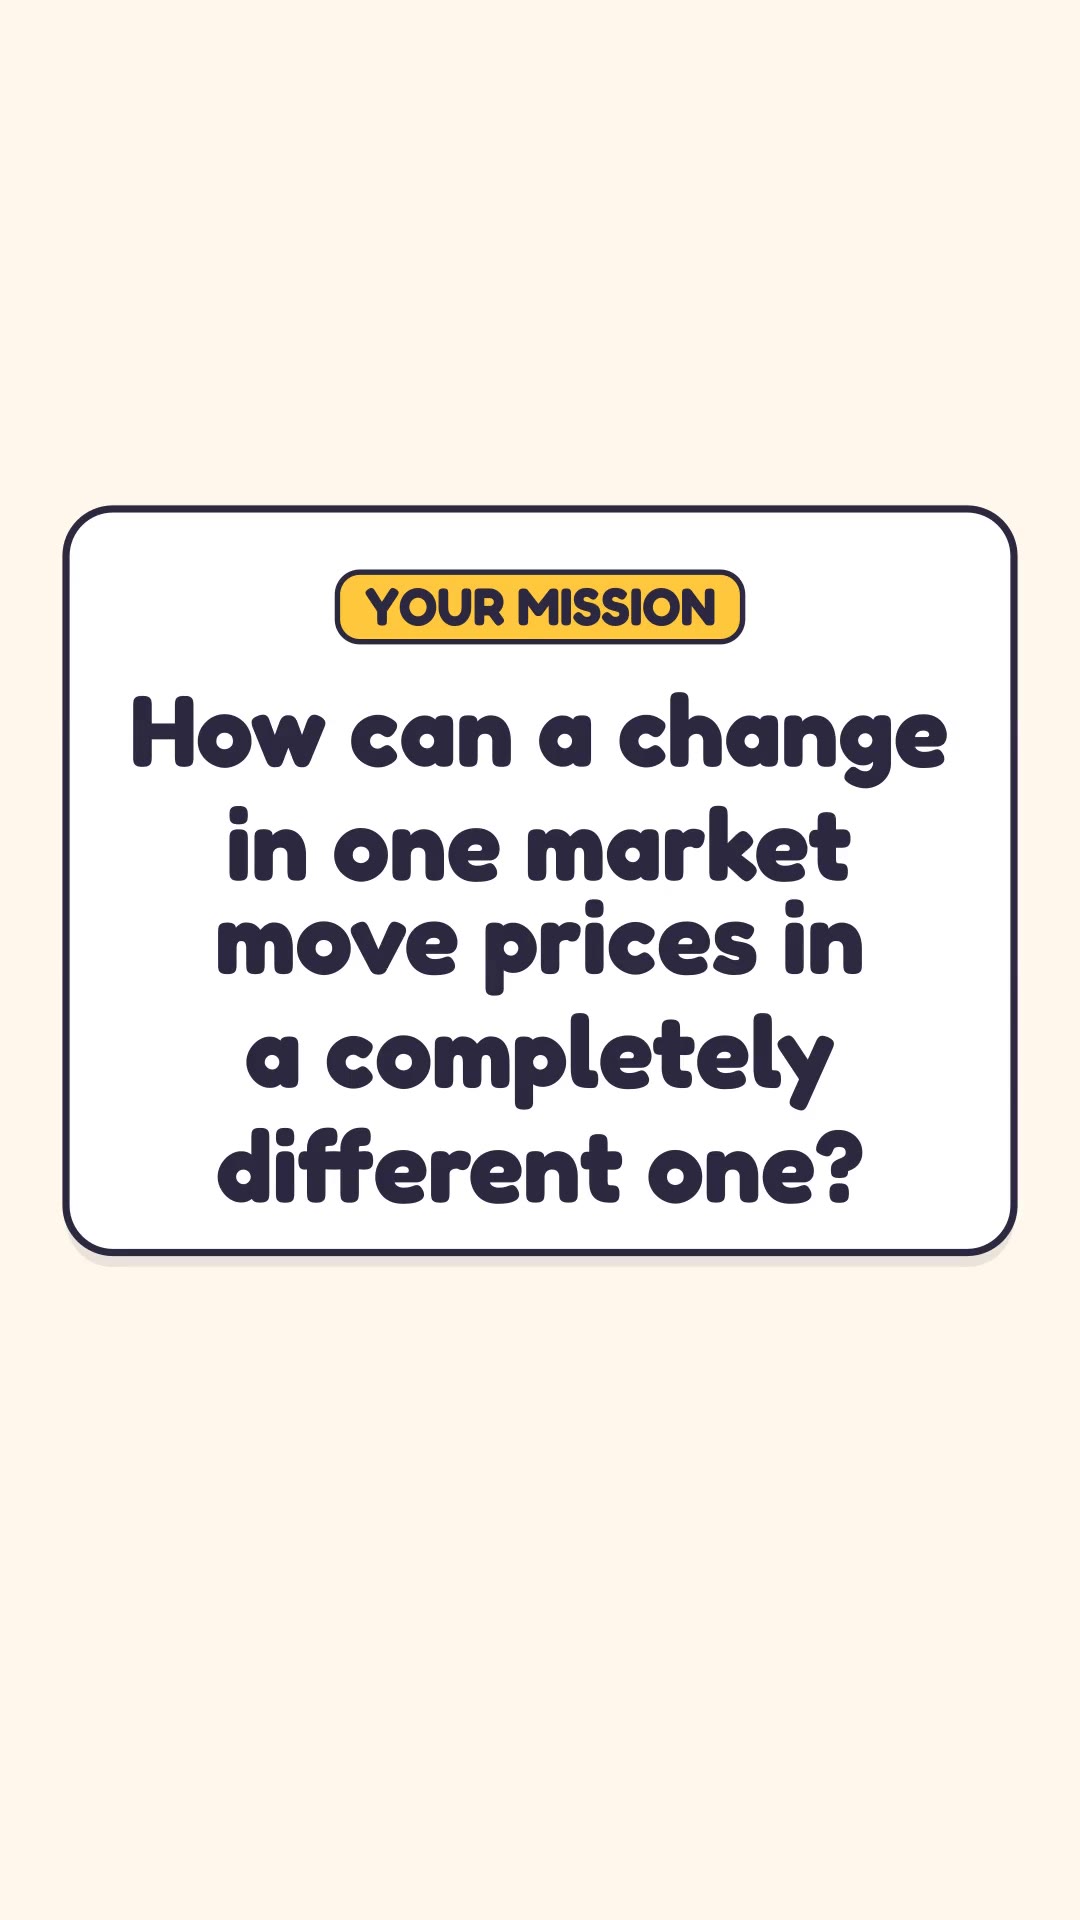 YOUR MISSION
How can a change
in one market
move prices in
a completely
different one?